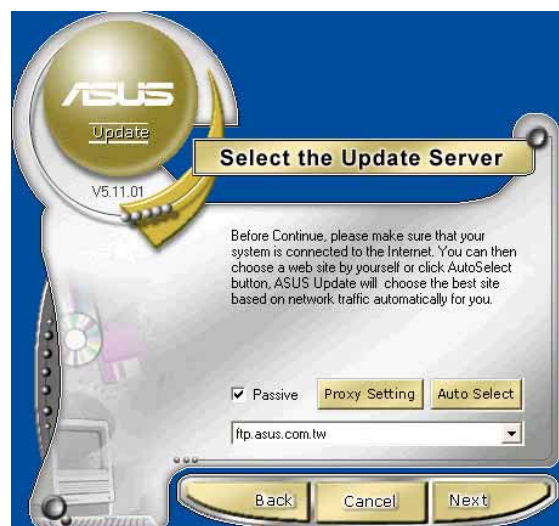 ASUS
Update
V5.11.01
Select the Update Server
Before Continue, please make sure that your
system is connected to the Internet. You can then
choose a web site by yourself or click AutoSelect
button, ASUS Update will choose the best site
based on network traffic automatically for you.
Passive
Proxy Setting
Auto Select
ftp.asus.com.tw
Back
Cancel
Next